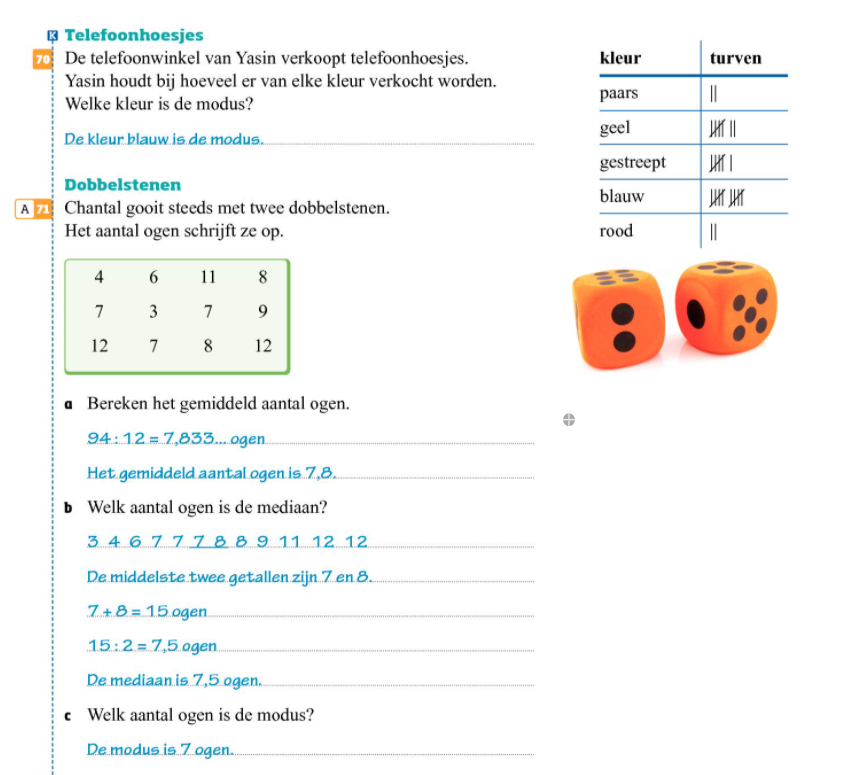 K Telefoonhoesjes
70 De telefoonwinkel van Yasin verkoopt telefoonhoesjes.
Yasin houdt bij hoeveel er van elke kleur verkocht worden.
Welke kleur is de modus?
De kleur blauw is de modus.
kleur turven
paars
geel
gestreept
blauw
rood
Dobbelstenen
A 71 Chantal gooit steeds met twee dobbelstenen.
Het aantal ogen schrijft ze op.
4 6 11 8
7 3 7 9
12 7 8 12
a Bereken het gemiddeld aantal ogen.
94 : 12 = 7,833... ogen
Het gemiddeld aantal ogen is 7,8.
b Welk aantal ogen is de mediaan?
3 4 6 7 7 7 8 8 9 11 12 12
De middelste twee getallen zijn 7 en 8.
7 + 8 = 15 ogen
15 : 2 = 7,5 ogen
De mediaan is 7,5 ogen.
c Welk aantal ogen is de modus?
De modus is 7 ogen.